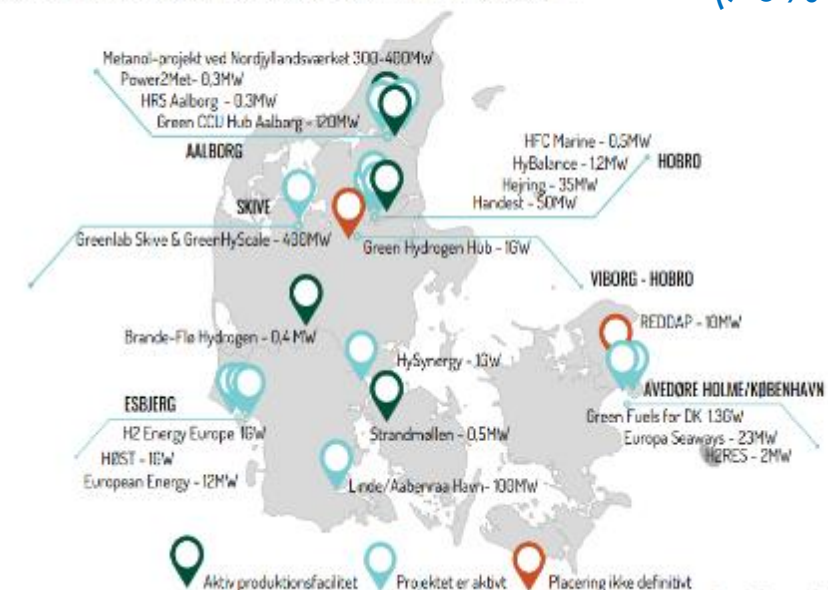 Metanol-projekt ved Nordjyllandsværket 300-400MW
Power2Met- 0,3MW
HRS Aalborg - 0.3MW
Green CCU Hub Aalborg - 120MW
AALBORG
HFC Marine - 0,5MW
HyBalance - 1.2MW
Hejring - 35MW
Handest - 50MW
HOBRO
SKIVE
Greenlab Skive & GreenHyScale - 400MW
Green Hydrogen Hub - 1GW
VIBORG - HOBRO
Brande-Flø Hydrogen - 0,4 MW
REDDAP - 10MW
HySynergy - 1GW
AVEDØRE HOLME/KØBENHAVN
ESBJERG
Green Fuels for DK 1.3GW
H2 Energy Europe 1GW
Strandmøllen - 0,5MW
Europa Seaways - 23MW
HØST - 1GW
H2RES - 2MW
European Energy - 12MW
Linde/Aabenraa Havn- 100MW
Aktiv produktionsfacilitet
Projektet er aktivt
Placering ikke definitivt